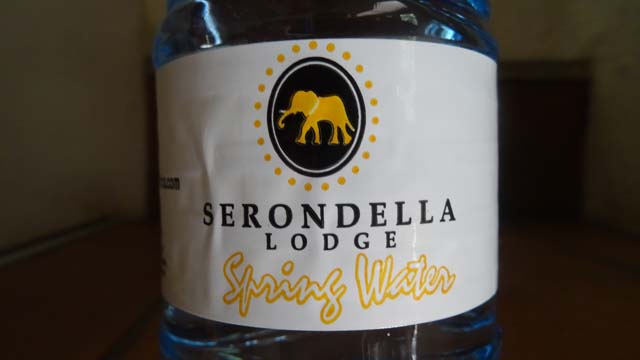 SERONDELLA
LODGE
Spring Water